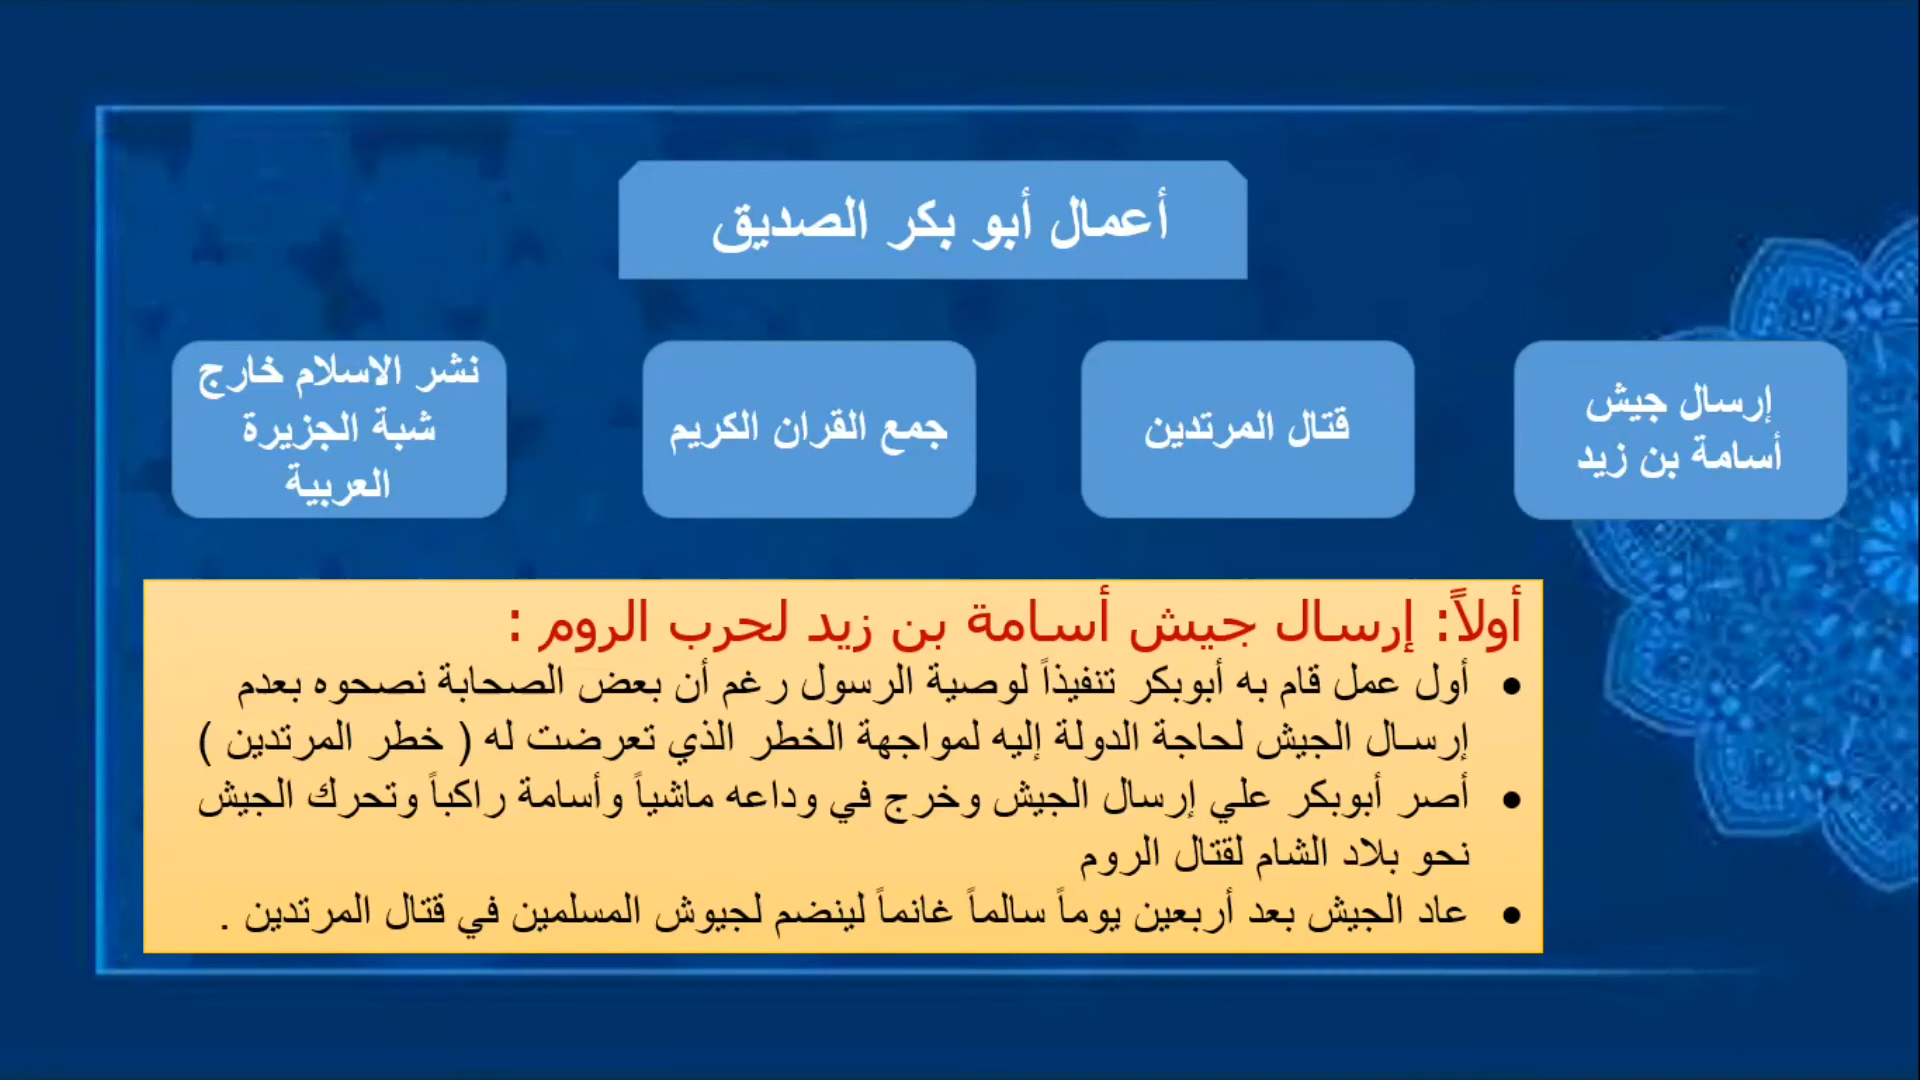 أعمال أبو بكر الصديق
إرسال جيش
أسامة بن زيد
قتال المرتدين
جمع القران الكريم
نشر الاسلام خارج
شبة الجزيرة
العربية
أولاً: إرسال جيش أسامة بن زيد لحرب الروم :
• أول عمل قام به أبوبكر تنفيذاً لوصية الرسول رغم أن بعض الصحابة نصحوه بعدم
إرسال الجيش لحاجة الدولة إليه لمواجهة الخطر الذي تعرضت له ( خطر المرتدين )
• أصر أبوبكر علي إرسال الجيش وخرج في وداعه ماشياً وأسامة راكباً وتحرك الجيش
نحو بلاد الشام لقتال الروم
• عاد الجيش بعد أربعين يوماً سالماً غانماً لينضم لجيوش المسلمين في قتال المرتدين .